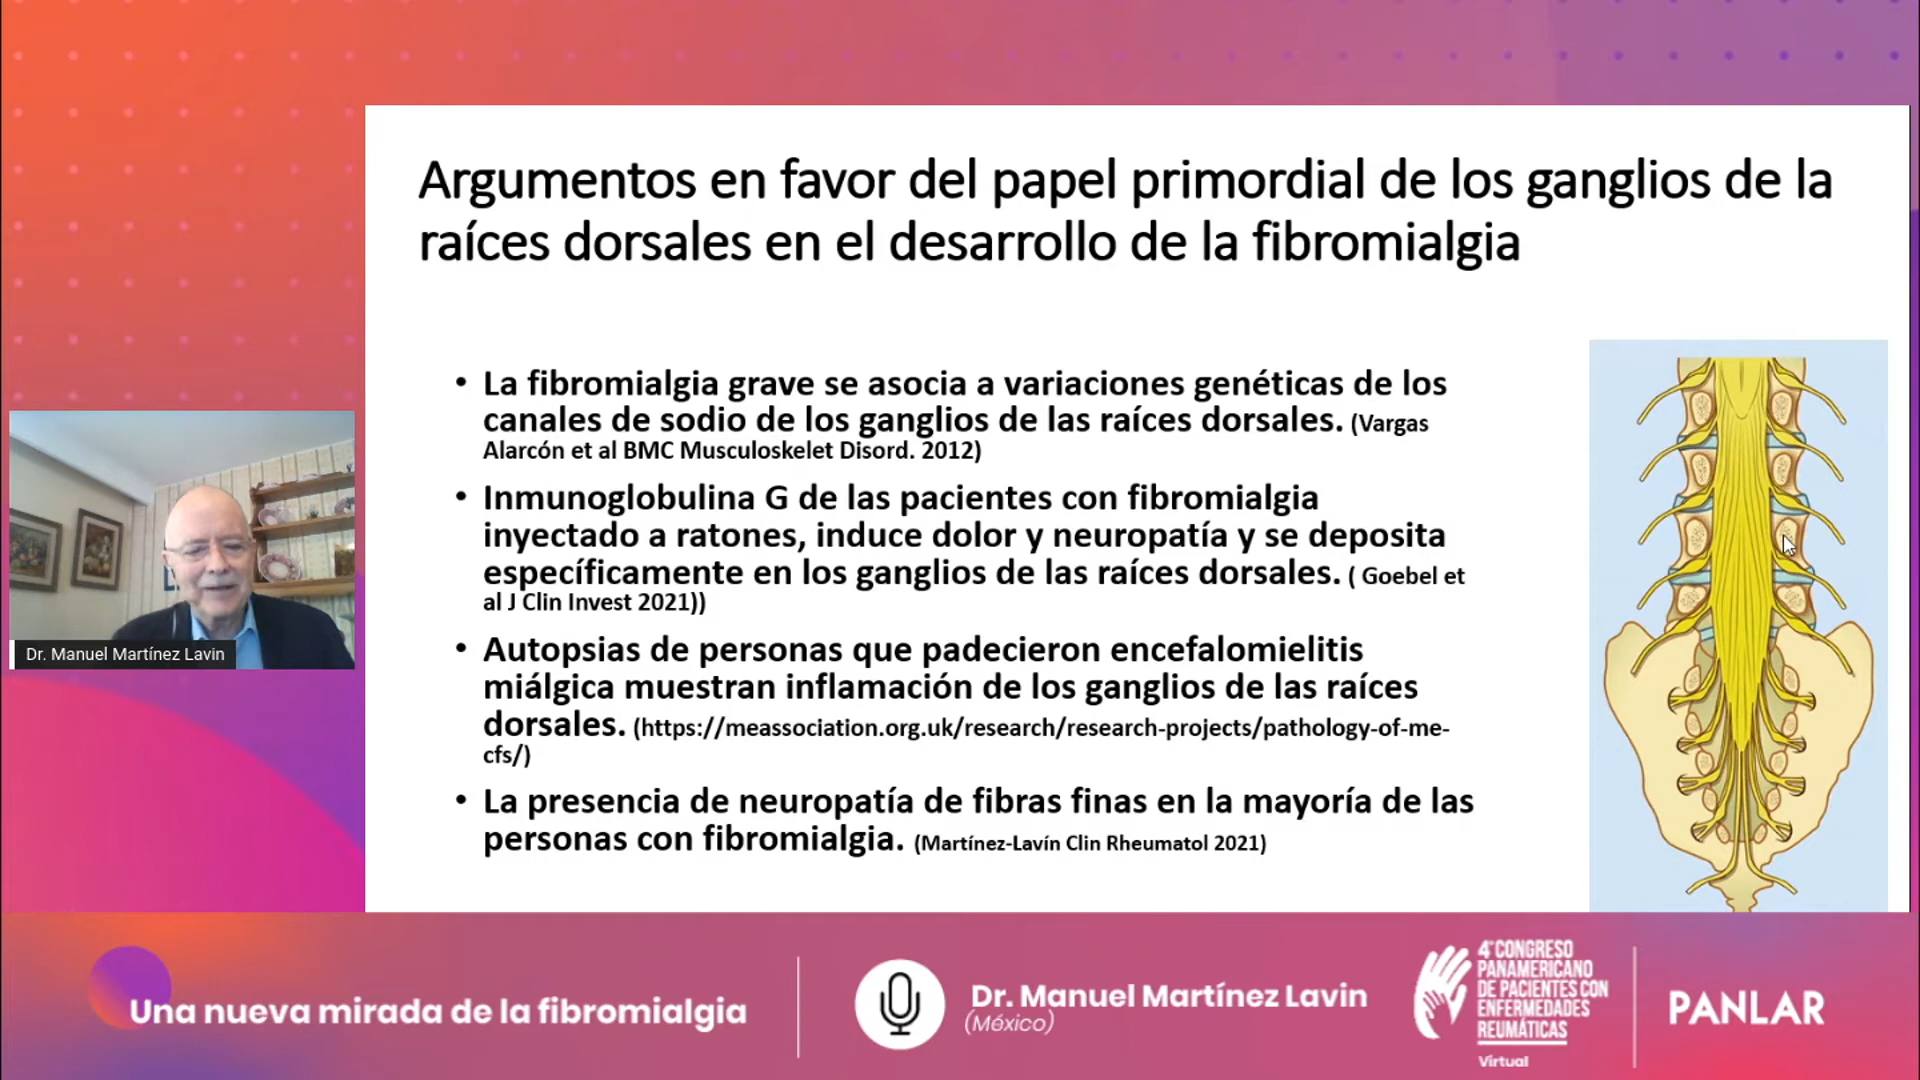 Argumentos en favor del papel primordial de los ganglios de la
raíces dorsales en el desarrollo de la fibromialgia
• La fibromialgia grave se asocia a variaciones genéticas de los
canales de sodio de los ganglios de las raíces dorsales. (Vargas
Alarcón et al BMC Musculoskelet Disord. 2012)
• Inmunoglobulina G de las pacientes con fibromialgia
inyectado a ratones, induce dolor y neuropatía y se deposita
específicamente en los ganglios de las raíces dorsales. ( Goebel et
al J Clin Invest 2021))
• Autopsias de personas que padecieron encefalomielitis
miálgica muestran inflamación de los ganglios de las raíces
dorsales. (https://meassociation.org.uk/research/research-projects/pathology-of-me-
cfs/)
• La presencia de neuropatía de fibras finas en la mayoría de las
personas con fibromialgia. (Martínez-Lavín Clin Rheumatol 2021)
Dr. Manuel Martínez Lavin
Una nueva mirada de la fibromialgia
Dr. Manuel Martínez Lavin
(México)
4°CONGRESO
PANAMERICANO
DE PACIENTES CON
ENFERMEDADES
REUMÁTICAS
Virtual
PANLAR